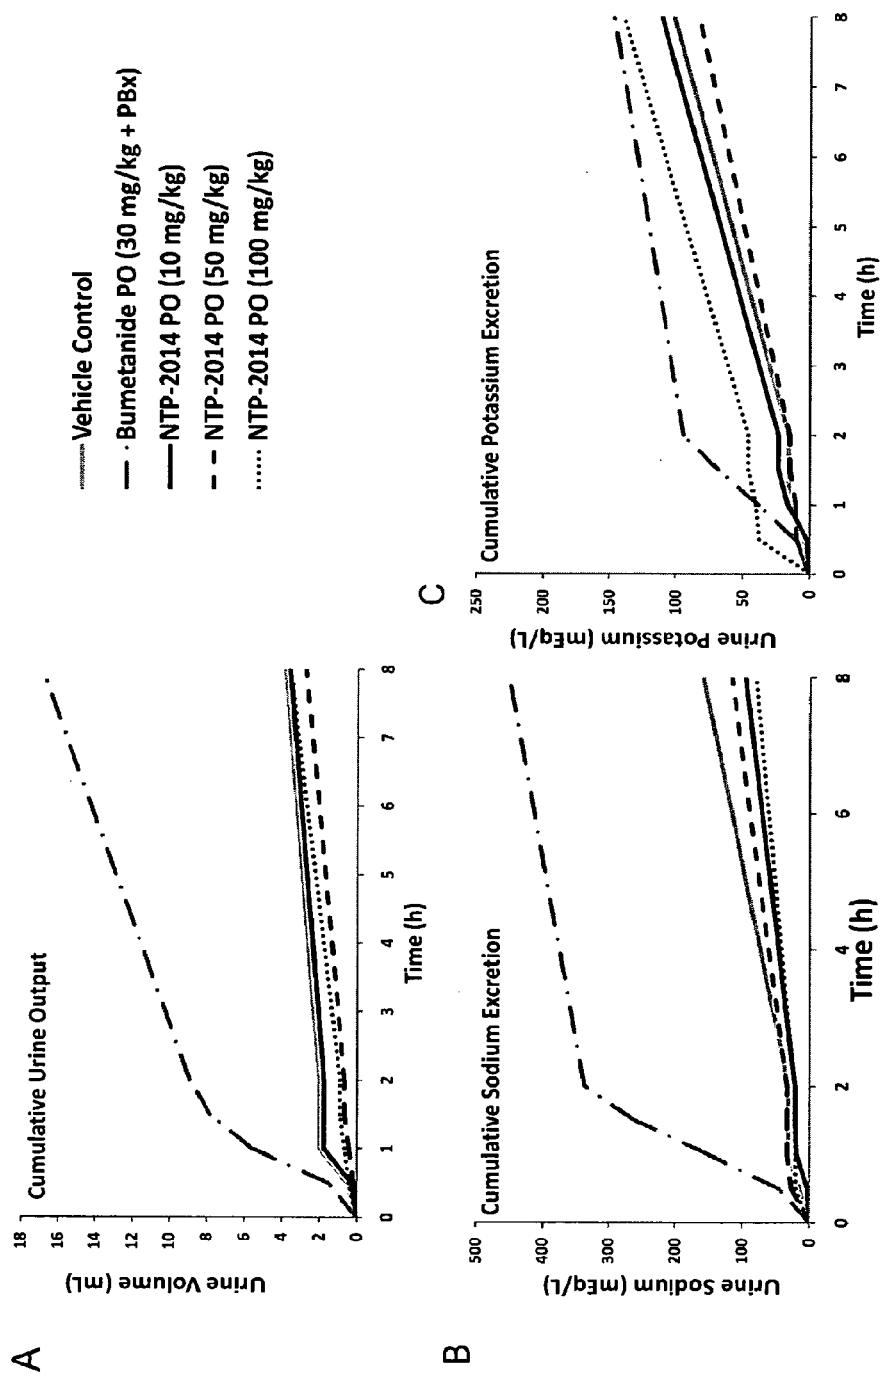 A
Cumulative Urine Output
Urine Volume (mL)
18
16
14
12
10
8
6
4
2
0
0 1 2 3 4 5 6 7 8
Time (h)
Vehicle Control
Bumetanide PO (30 mg/kg + PBx)
NTP-2014 PO (10 mg/kg)
NTP-2014 PO (50 mg/kg)
NTP-2014 PO (100 mg/kg)
B
Cumulative Sodium Excretion
Urine Sodium (mEq/L)
500
400
300
200
100
0
0 2 4 6 8
Time (h)
C
Cumulative Potassium Excretion
Urine Potassium (mEq/L)
250
200
150
100
50
0
0 1 2 3 4 5 6 7 8
Time (h)